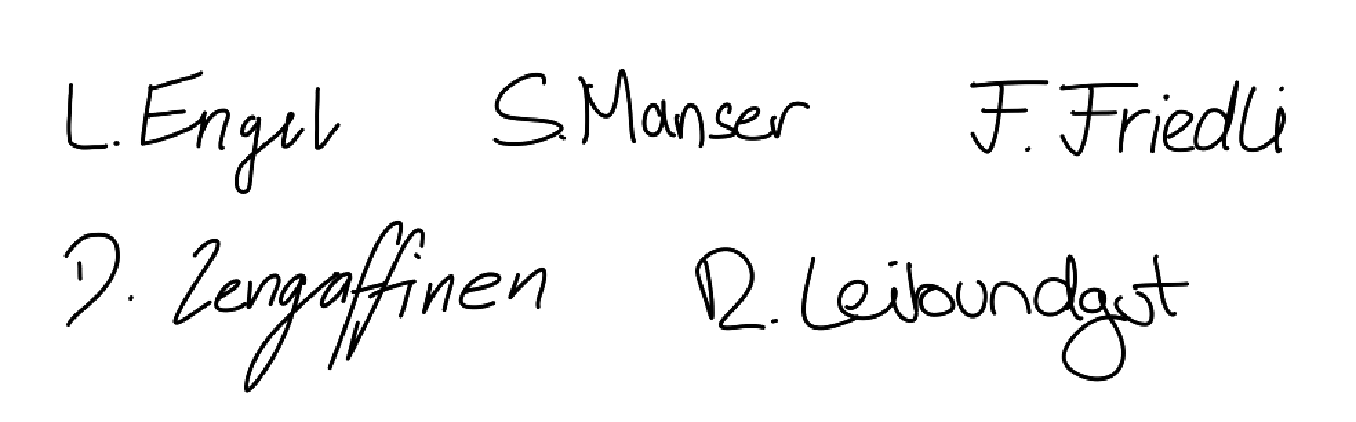 L. Engel S. Manser F. Friedli
D. Zengaffinen R. Leibundgut